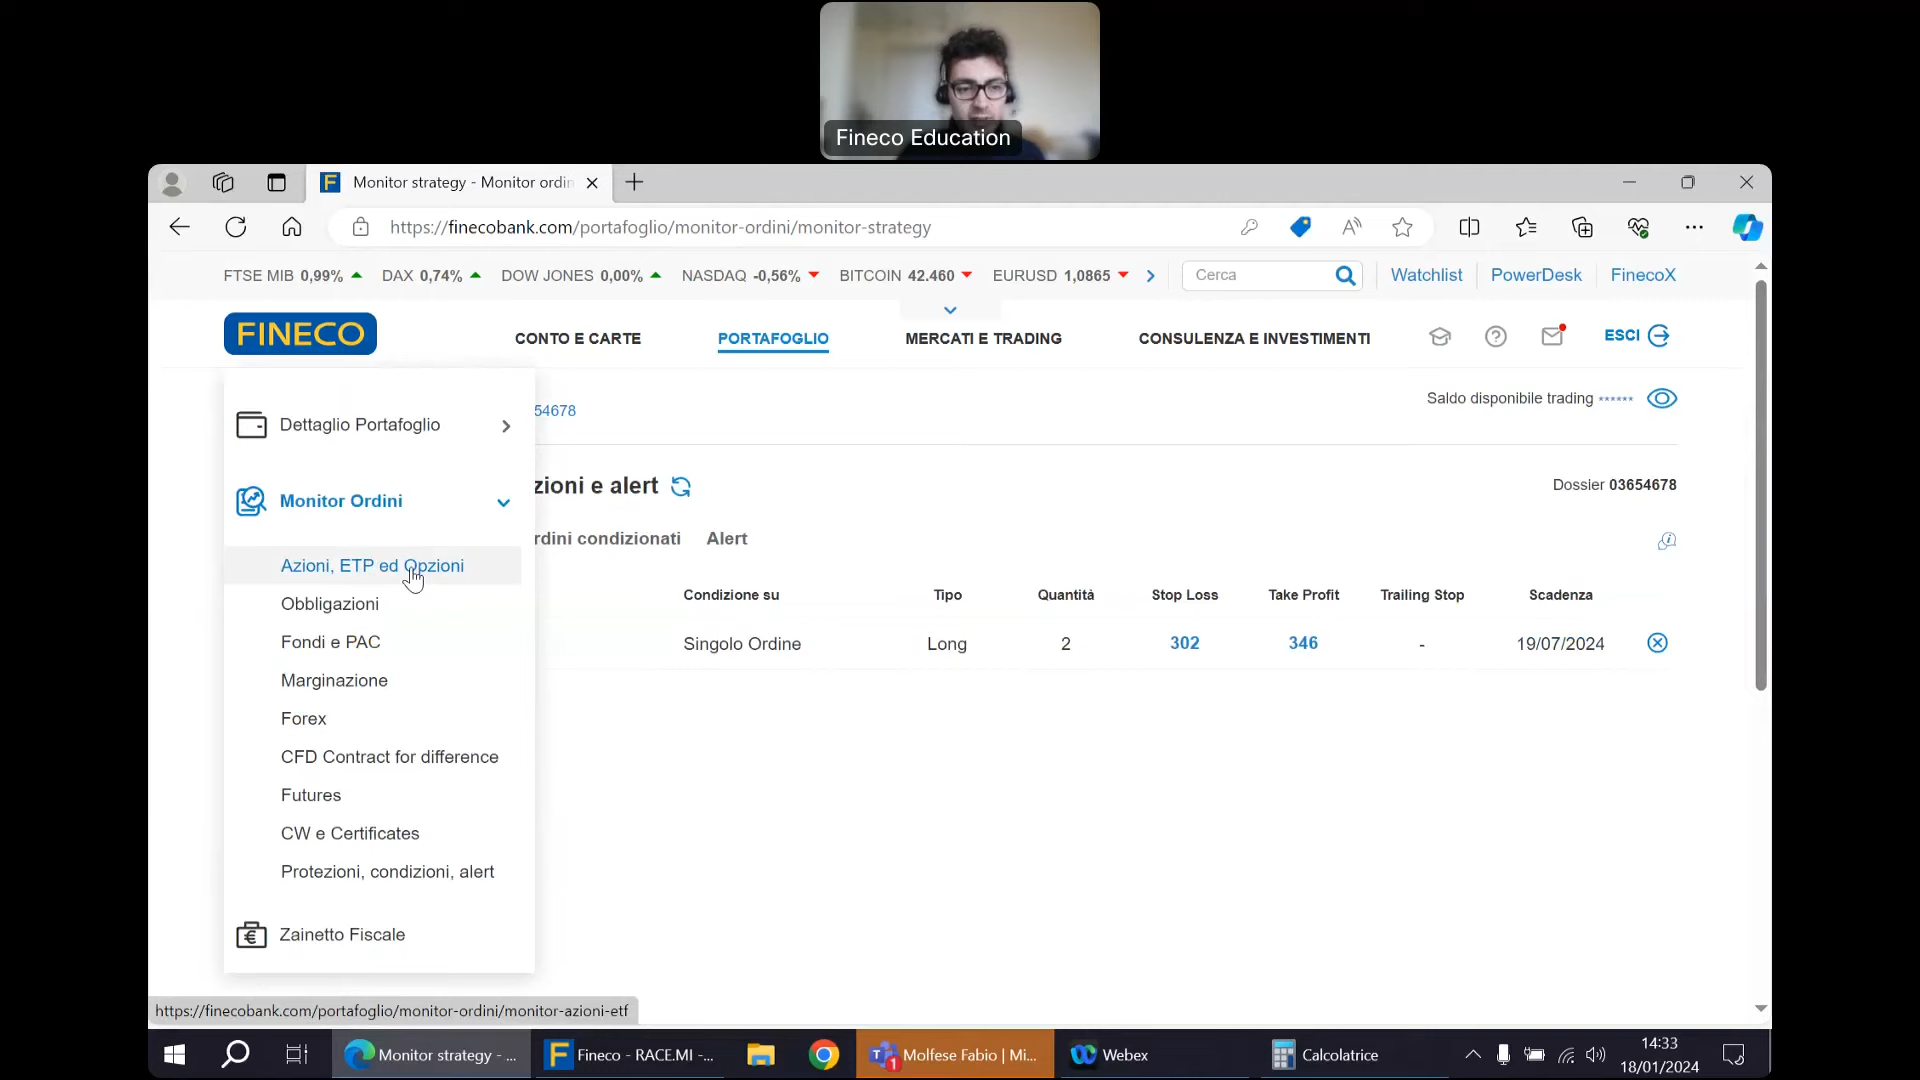 Fineco Education
Monitor strategy - Monitor ordin
https://finecobank.com/portafoglio/monitor-ordini/monitor-strategy
FTSE MIB 0,99% DAX 0,74% DOW JONES 0,00% NASDAQ -0,56% BITCOIN 42.460 EURUSD 1,0865 Cerca Watchlist PowerDesk FinecoX
FINECO CONTO E CARTE PORTAFOGLIO MERCATI E TRADING CONSULENZA E INVESTIMENTI ESCI
54678 Saldo disponibile trading ******
Dettaglio Portafoglio
zioni e alert Dossier 03654678
Monitor Ordini
rdini condizionati Alert
Azioni, ETP ed Opzioni
Condizione su Tipo Quantità Stop Loss Take Profit Trailing Stop Scadenza
Obbligazioni
Fondi e PAC Singolo Ordine Long 2 302 346 - 19/07/2024
Marginazione
Forex
CFD Contract for difference
Futures
CW e Certificates
Protezioni, condizioni, alert
Zainetto Fiscale
https://finecobank.com/portafoglio/monitor-ordini/monitor-azioni-etf
Monitor strategy - ... Fineco - RACE.MI -... Molfese Fabio | Mi... Webex Calcolatrice 14:33
18/01/2024